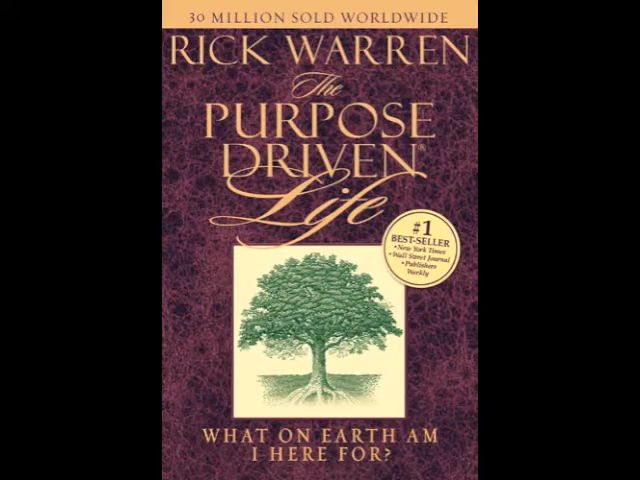 30 MILLION SOLD WORLDWIDE
RICK WARREN
The
PURPOSE
DRIVEN®
Life
#1
BEST-SELLER
• New York Times
• Wall Street Journal
• Publishers
Weekly
WHAT ON EARTH AM
I HERE FOR?